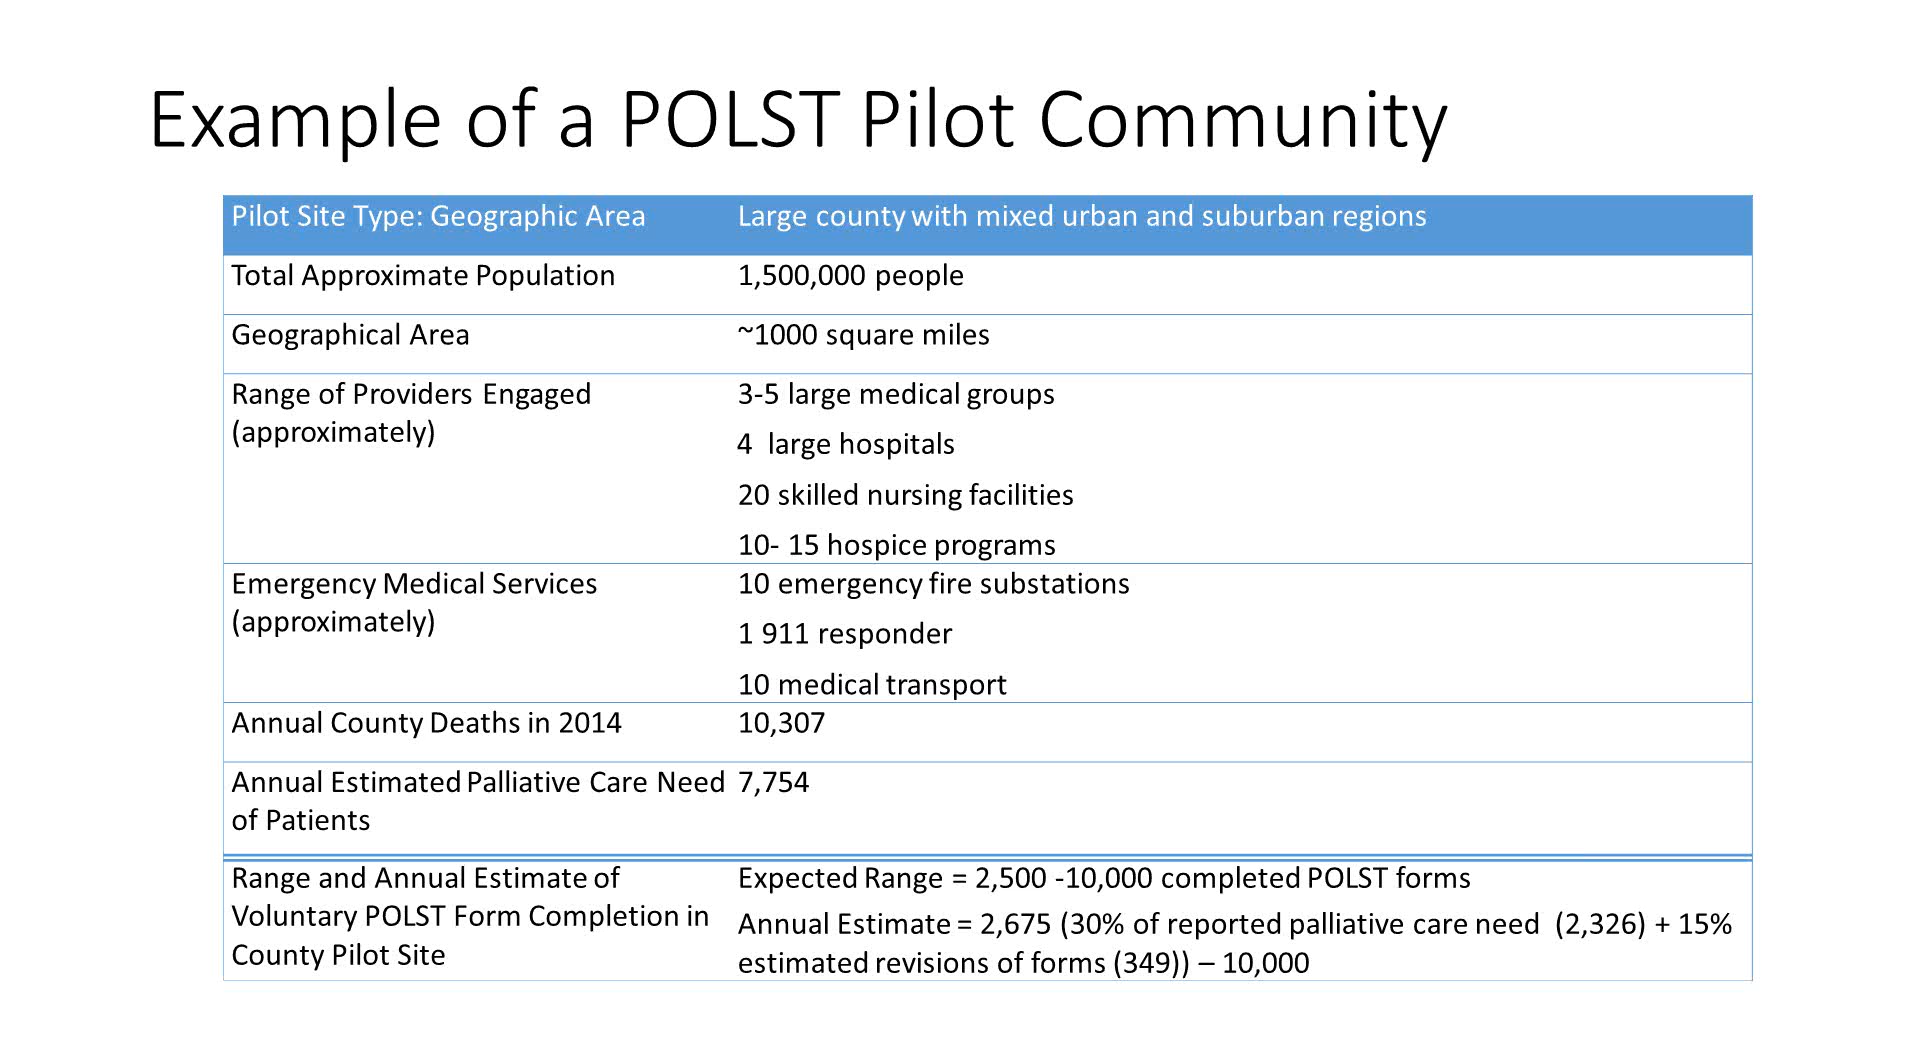 Example of a POLST Pilot Community
Pilot Site Type: Geographic Area
Large county with mixed urban and suburban regions
Total Approximate Population
1,500,000 people
Geographical Area
~1000 square miles
Range of Providers Engaged
(approximately)
3-5 large medical groups
4  large hospitals
20 skilled nursing facilities
10- 15 hospice programs
Emergency Medical Services
(approximately)
10 emergency fire substations
1 911 responder
10 medical transport
Annual County Deaths in 2014
10,307
Annual Estimated Palliative Care Need
of Patients
7,754
Range and Annual Estimate of
Voluntary POLST Form Completion in
County Pilot Site
Expected Range = 2,500 -10,000 completed POLST forms
Annual Estimate = 2,675 (30% of reported palliative care need  (2,326) + 15%
estimated revisions of forms (349)) – 10,000